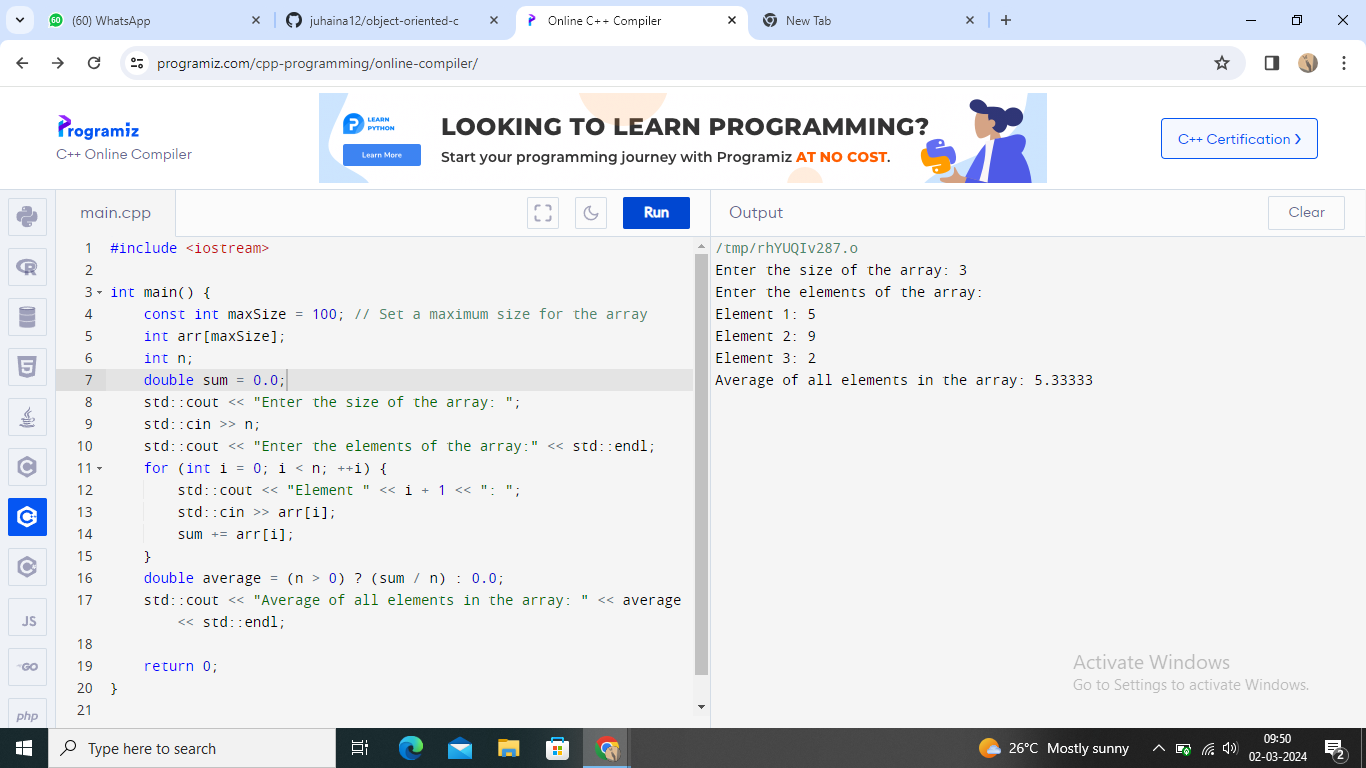 (60) WhatsApp
juhaina12/object-oriented-c
Online C++ Compiler
New Tab
programiz.com/cpp-programming/online-compiler/
Programiz
C++ Online Compiler
LEARN
PYTHON
Learn More
LOOKING TO LEARN PROGRAMMING?
Start your programming journey with Programiz AT NO COST.
C++ Certification >
main.cpp
Run
Output
Clear
1 #include <iostream>
2
3 int main() {
4 const int maxSize = 100; // Set a maximum size for the array
5 int arr[maxSize];
6 int n;
7 double sum = 0.0;
8 std::cout << "Enter the size of the array: ";
9 std::cin >> n;
10 std::cout << "Enter the elements of the array:" << std::endl;
11 for (int i = 0; i < n; ++i) {
12 std::cout << "Element " << i + 1 << ": ";
13 std::cin >> arr[i];
14 sum += arr[i];
15 }
16 double average = (n > 0) ? (sum / n) : 0.0;
17 std::cout << "Average of all elements in the array: " << average
<< std::endl;
18
19 return 0;
20 }
21
/tmp/rhYUQIv287.o
Enter the size of the array: 3
Enter the elements of the array:
Element 1: 5
Element 2: 9
Element 3: 2
Average of all elements in the array: 5.33333
JS
GO
php
Activate Windows
Go to Settings to activate Windows.
Type here to search
26°C Mostly sunny
09:50
02-03-2024
2